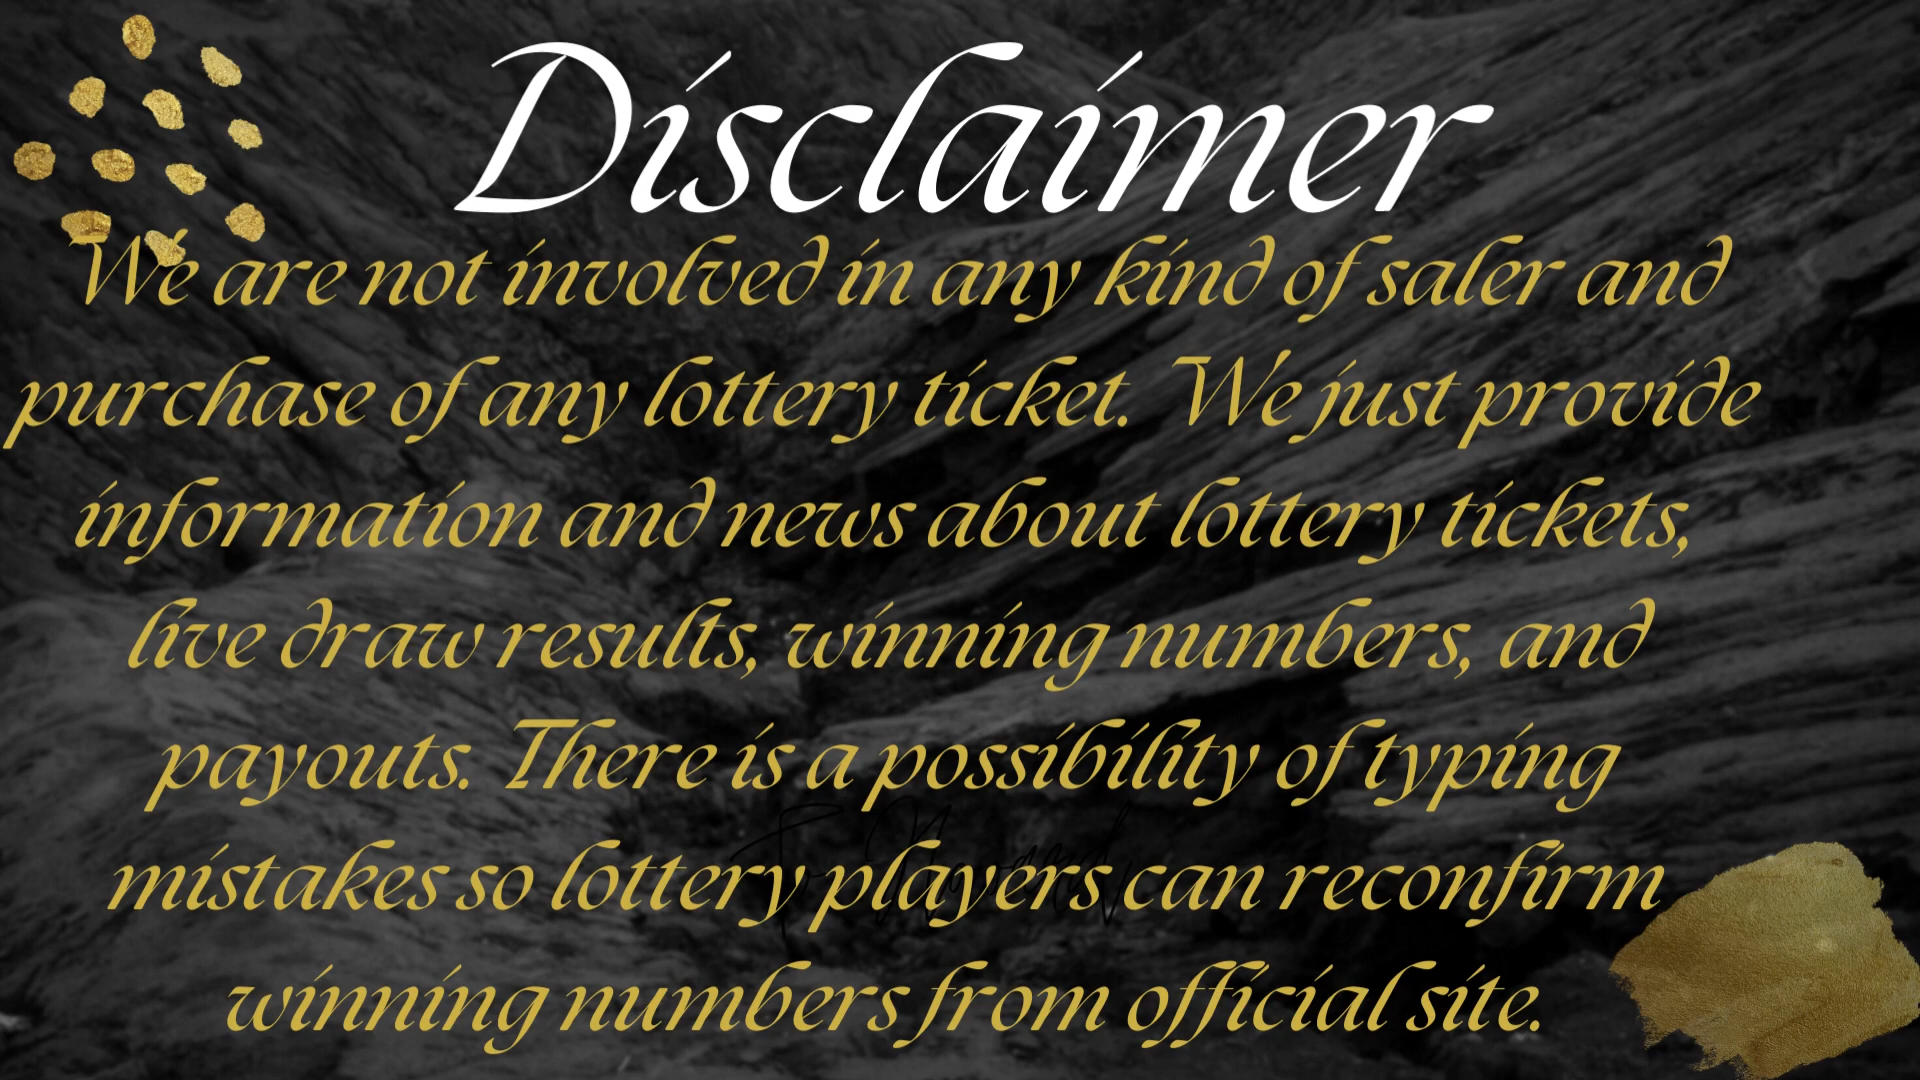 Disclaimer
We are not involved in any kind of saler and
purchase of any lottery ticket. We just provide
information and news about lottery tickets,
live draw results, winning numbers, and
payouts. There is a possibility of typing
mistakes so lottery players can reconfirm
winning numbers from official site.